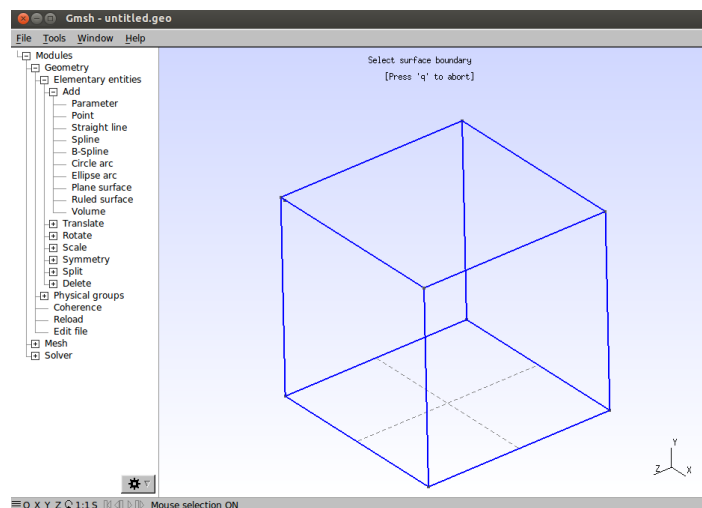 Gmsh - untitled.geo
File Tools Window Help
Modules
Geometry
Elementary entities
Add
Parameter
Point
Straight line
Spline
B-Spline
Circle arc
Ellipse arc
Plane surface
Ruled surface
Volume
Translate
Rotate
Scale
Symmetry
Split
Delete
Physical groups
Coherence
Reload
Edit file
Mesh
Solver
Select surface boundary
[Press 'q' to abort]
Y
Z X
O X Y Z 1:1 S Mouse selection ON